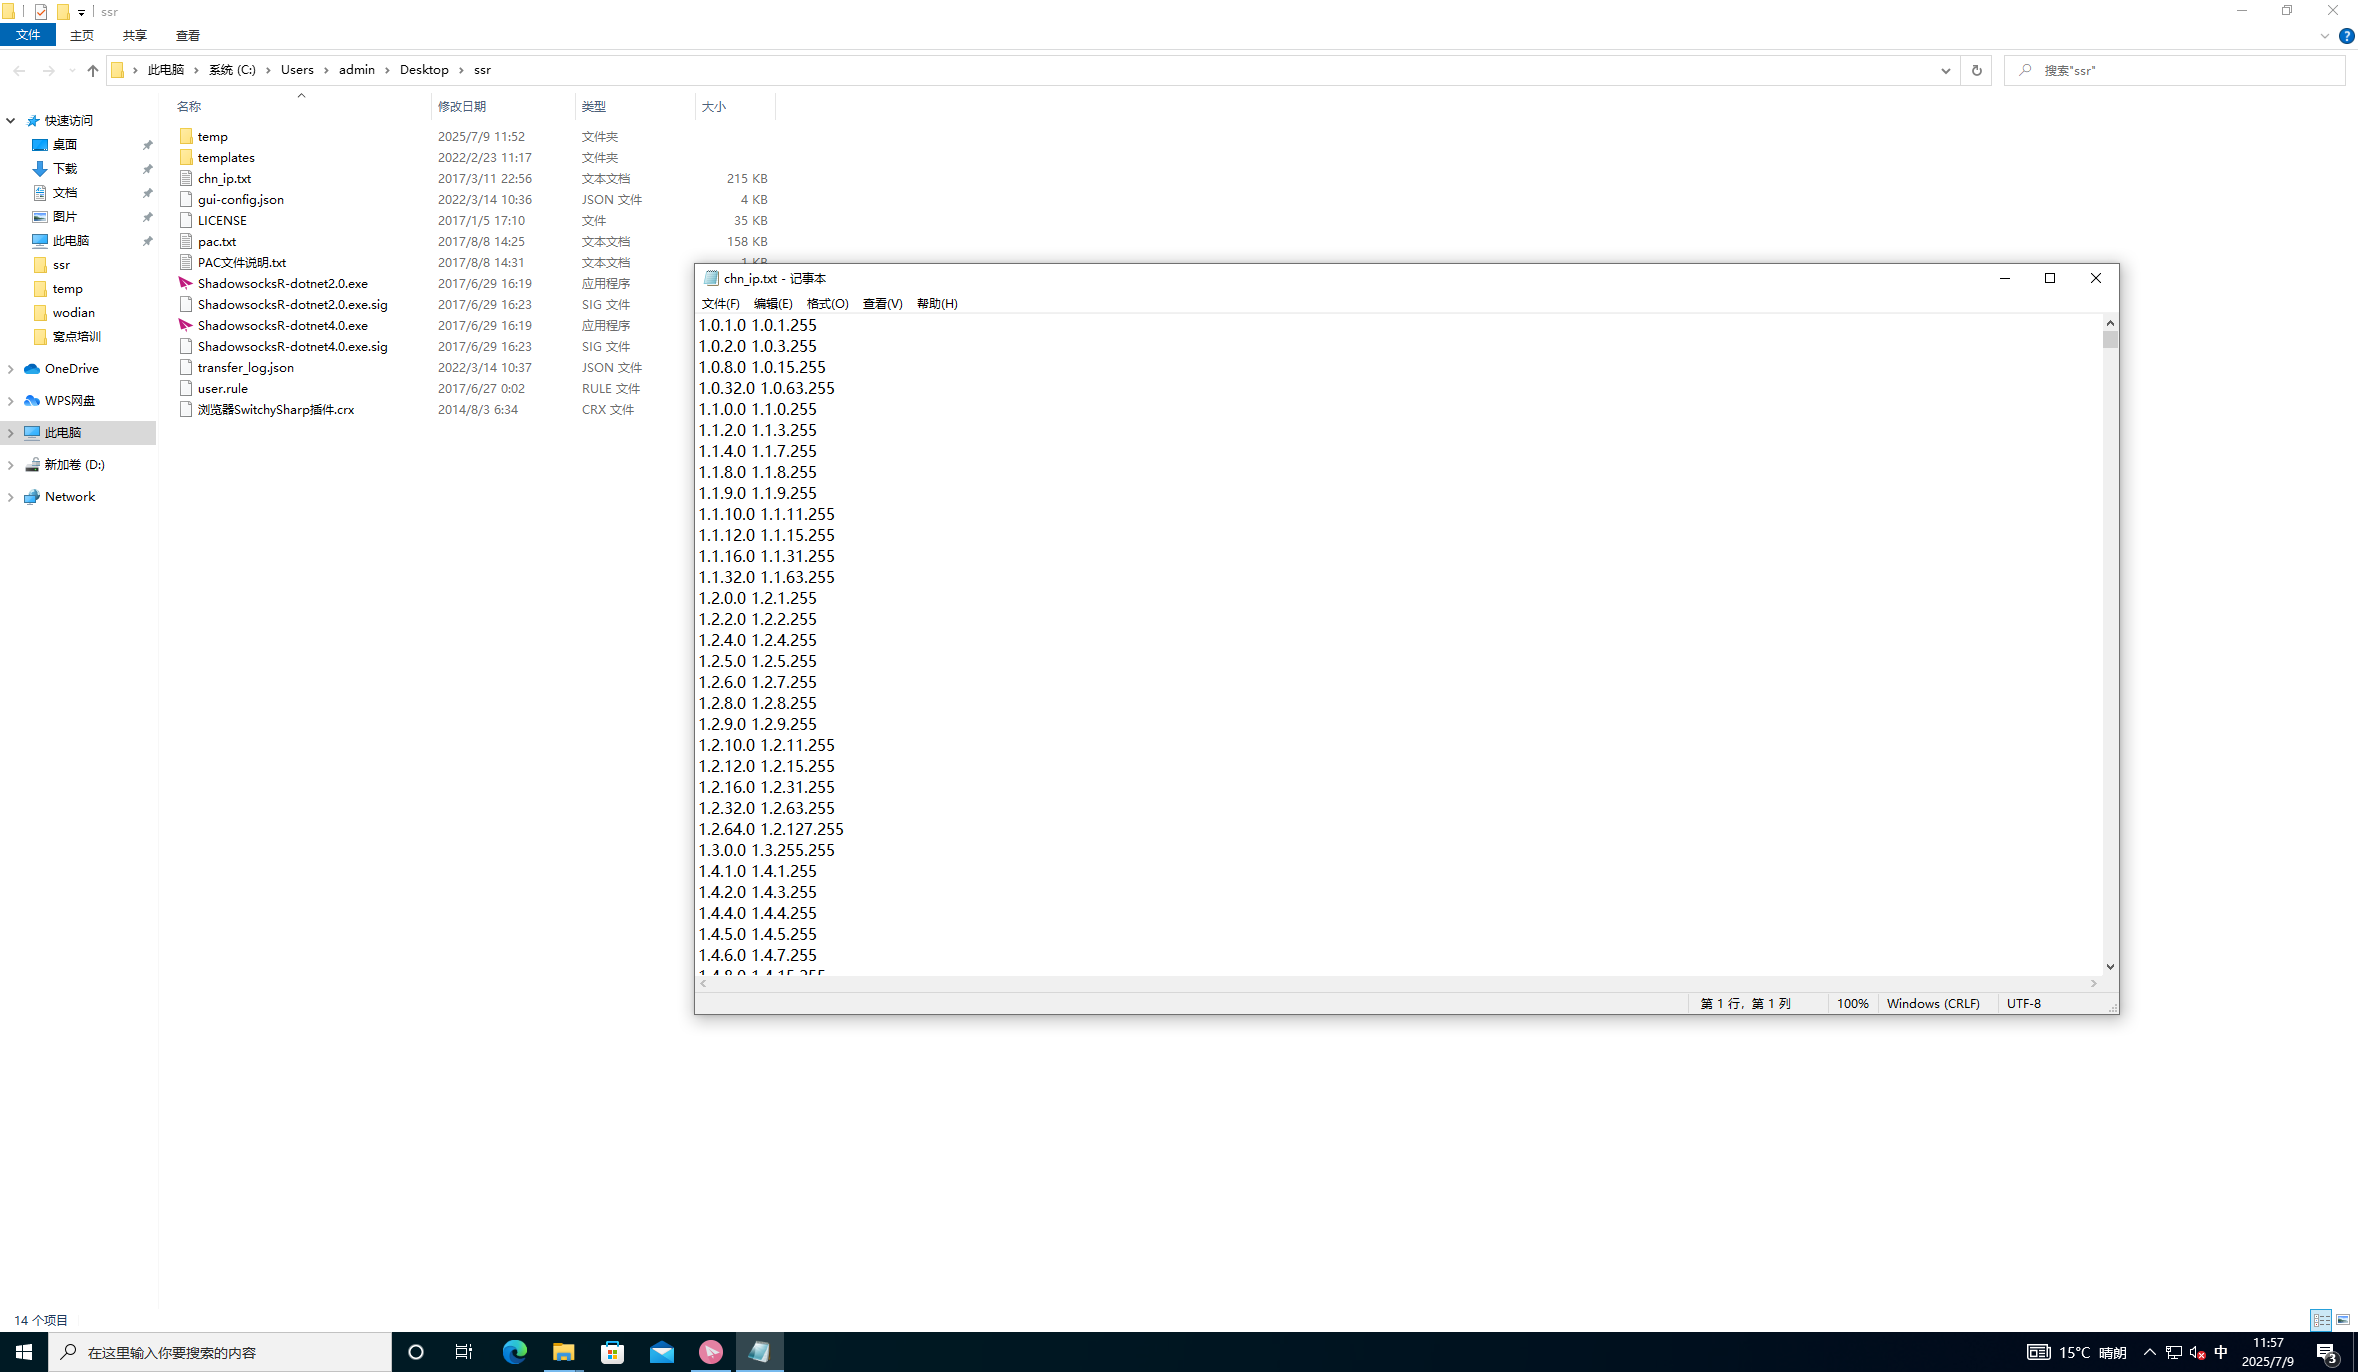 ssr
文件 主页 共享 查看
此电脑 系统 (C:) Users admin Desktop ssr
搜索"ssr"
名称 修改日期 类型 大小
快速访问
桌面
下载
文档
图片
此电脑
ssr
temp
wodian
窝点培训
OneDrive
WPS网盘
此电脑
新加卷 (D:)
Network
temp 2025/7/9 11:52 文件夹
templates 2022/2/23 11:17 文件夹
chn_ip.txt 2017/3/11 22:56 文本文档 215 KB
gui-config.json 2022/3/14 10:36 JSON 文件 4 KB
LICENSE 2017/1/5 17:10 文件 35 KB
pac.txt 2017/8/8 14:25 文本文档 158 KB
PAC文件说明.txt 2017/8/8 14:31 文本文档 1 KB
ShadowsocksR-dotnet2.0.exe 2017/6/29 16:19 应用程序
ShadowsocksR-dotnet2.0.exe.sig 2017/6/29 16:23 SIG 文件
ShadowsocksR-dotnet4.0.exe 2017/6/29 16:19 应用程序
ShadowsocksR-dotnet4.0.exe.sig 2017/6/29 16:23 SIG 文件
transfer_log.json 2022/3/14 10:37 JSON 文件
user.rule 2017/6/27 0:02 RULE 文件
浏览器SwitchySharp插件.crx 2014/8/3 6:34 CRX 文件
chn_ip.txt - 记事本
文件(F) 编辑(E) 格式(O) 查看(V) 帮助(H)
1.0.1.0 1.0.1.255
1.0.2.0 1.0.3.255
1.0.8.0 1.0.15.255
1.0.32.0 1.0.63.255
1.1.0.0 1.1.0.255
1.1.2.0 1.1.3.255
1.1.4.0 1.1.7.255
1.1.8.0 1.1.8.255
1.1.9.0 1.1.9.255
1.1.10.0 1.1.11.255
1.1.12.0 1.1.15.255
1.1.16.0 1.1.31.255
1.1.32.0 1.1.63.255
1.2.0.0 1.2.1.255
1.2.2.0 1.2.2.255
1.2.4.0 1.2.4.255
1.2.5.0 1.2.5.255
1.2.6.0 1.2.7.255
1.2.8.0 1.2.8.255
1.2.9.0 1.2.9.255
1.2.10.0 1.2.11.255
1.2.12.0 1.2.15.255
1.2.16.0 1.2.31.255
1.2.32.0 1.2.63.255
1.2.64.0 1.2.127.255
1.3.0.0 1.3.255.255
1.4.1.0 1.4.1.255
1.4.2.0 1.4.3.255
1.4.4.0 1.4.4.255
1.4.5.0 1.4.5.255
1.4.6.0 1.4.7.255
1.4.8.0 1.4.15.255
第 1 行，第 1 列 100% Windows (CRLF) UTF-8
14 个项目
在这里输入你要搜索的内容
15°C 晴朗 中
11:57
2025/7/9
3